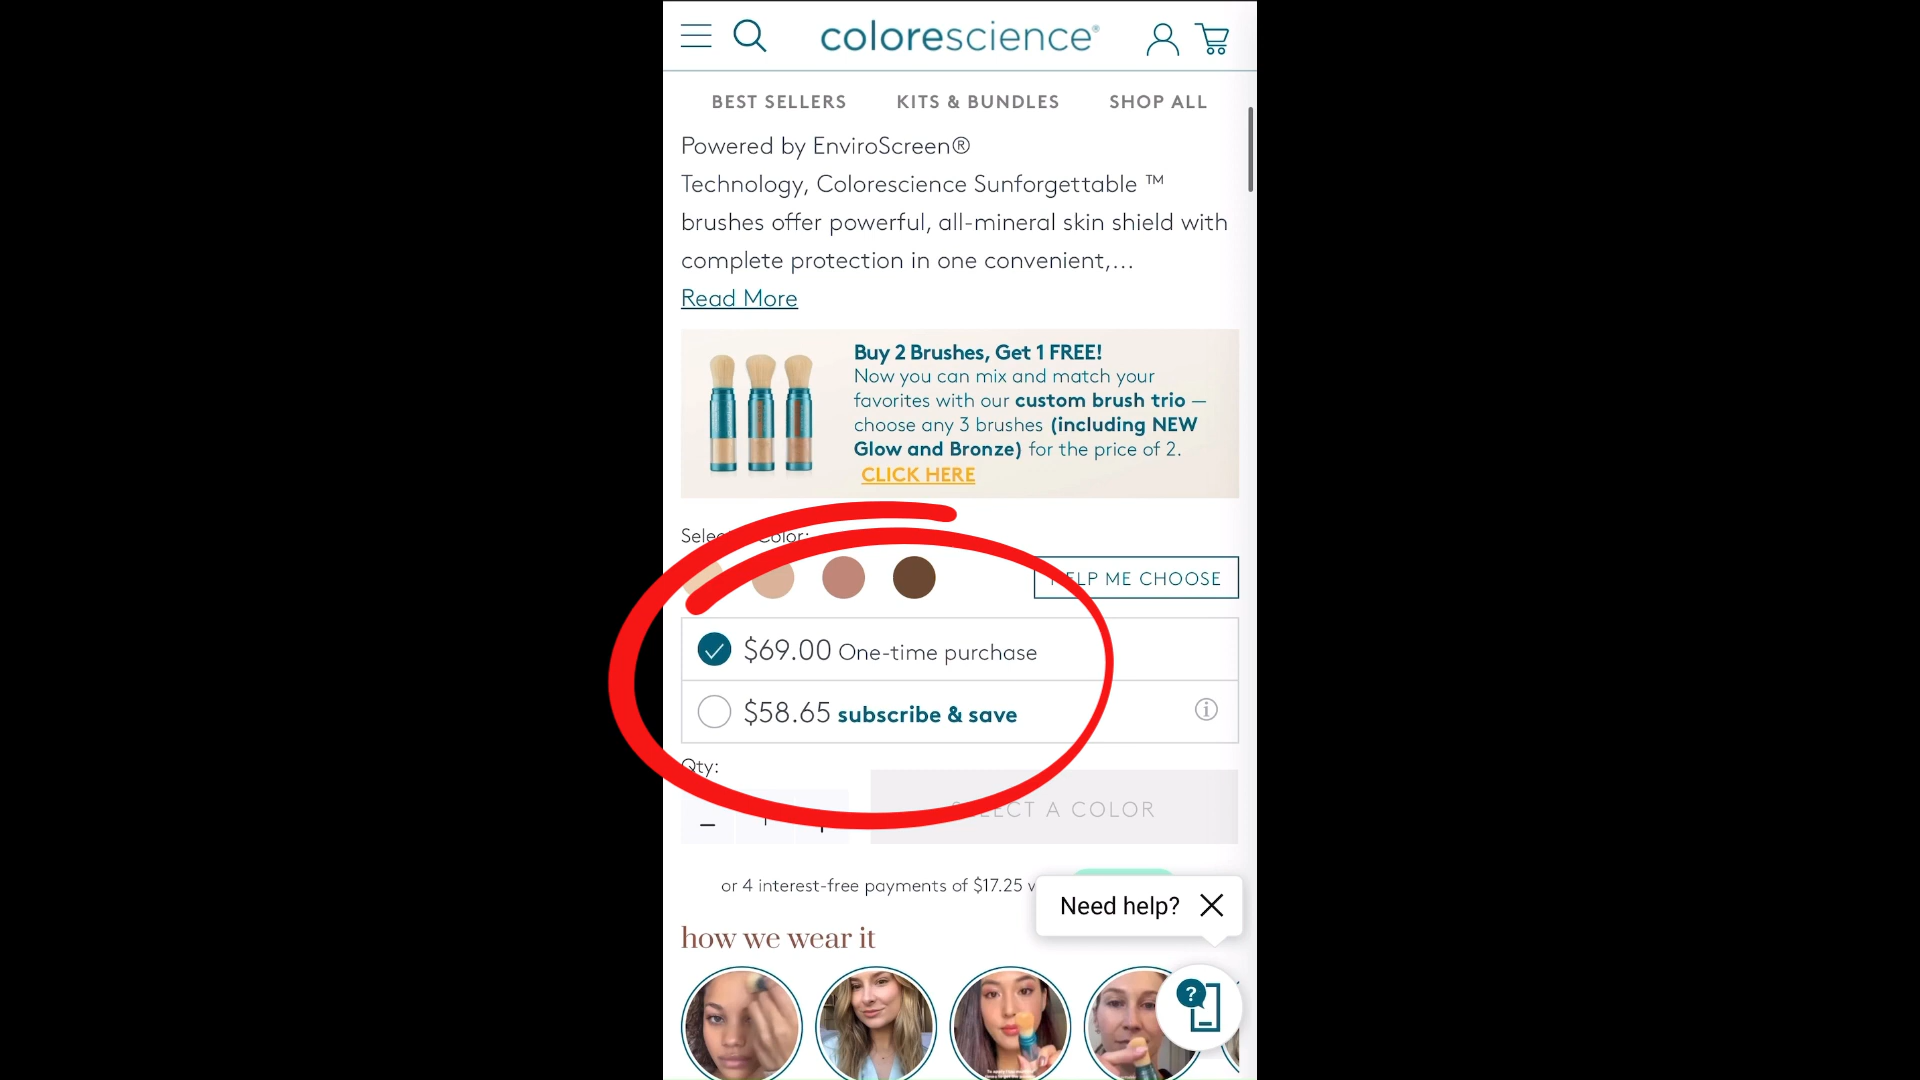 colorescience®
BEST SELLERS KITS & BUNDLES SHOP ALL
Powered by EnviroScreen®
Technology, Colorescience Sunforgettable ™
brushes offer powerful, all-mineral skin shield with
complete protection in one convenient,...
Read More
Buy 2 Brushes, Get 1 FREE!
Now you can mix and match your
favorites with our custom brush trio –
choose any 3 brushes (including NEW
Glow and Bronze) for the price of 2.
CLICK HERE
Color:
HELP ME CHOOSE
$69.00 One-time purchase
$58.65 subscribe & save
Qty:
SELECT A COLOR
or 4 interest-free payments of $17.25
Need help?
how we wear it